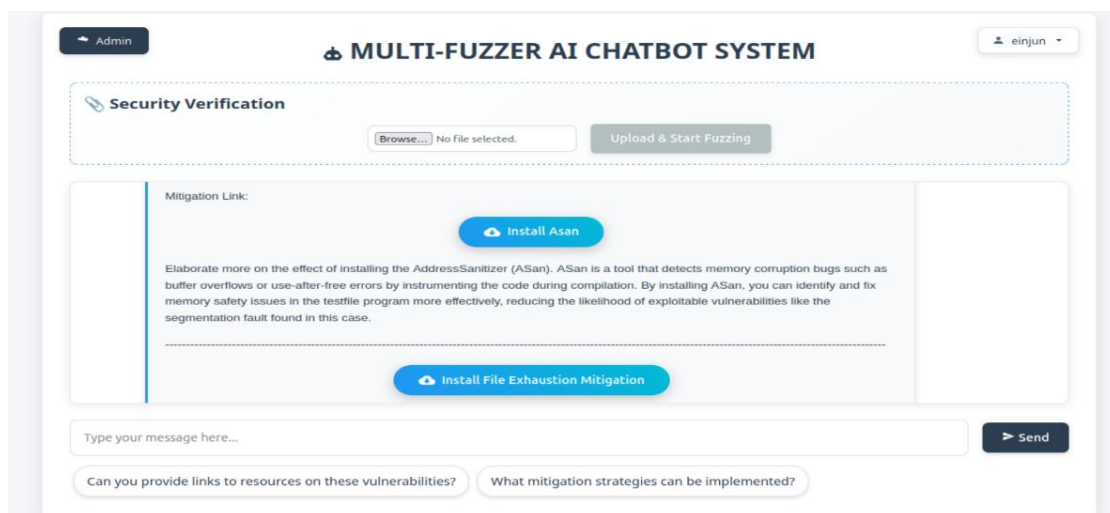 Admin
MULTI-FUZZER AI CHATBOT SYSTEM
einjun
Security Verification
Browse... No file selected.
Upload & Start Fuzzing
Mitigation Link:
Install Asan
Elaborate more on the effect of installing the AddressSanitizer (ASan). ASan is a tool that detects memory corruption bugs such as
buffer overflows or use-after-free errors by instrumenting the code during compilation. By installing ASan, you can identify and fix
memory safety issues in the testfile program more effectively, reducing the likelihood of exploitable vulnerabilities like the
segmentation fault found in this case.
Install File Exhaustion Mitigation
Type your message here...
Send
Can you provide links to resources on these vulnerabilities?
What mitigation strategies can be implemented?